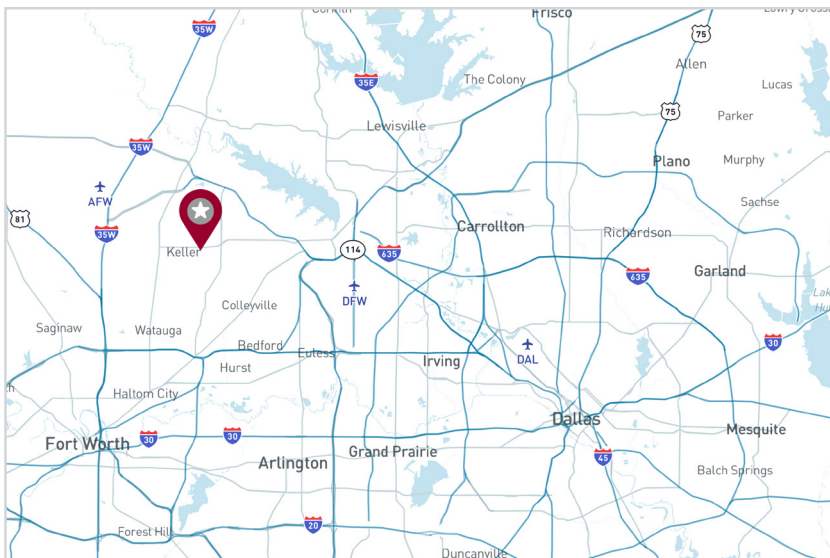 Frisco
35W
75
Allen
35E
The Colony
Lucas
75
Parker
Lewisville
35W
Plano
Murphy
AFW
Sachse
81
35W
Carrollton
Richardson
Keller
114
635
Garland
635
DFW
Colleyville
Saginaw
Watauga
30
Bedford
Euless
Irving
DAL
Hurst
Haltom City
Dallas
Fort Worth
30
30
Mesquite
Grand Prairie
45
Arlington
Balch Springs
20
Forest Hill
Duncanville